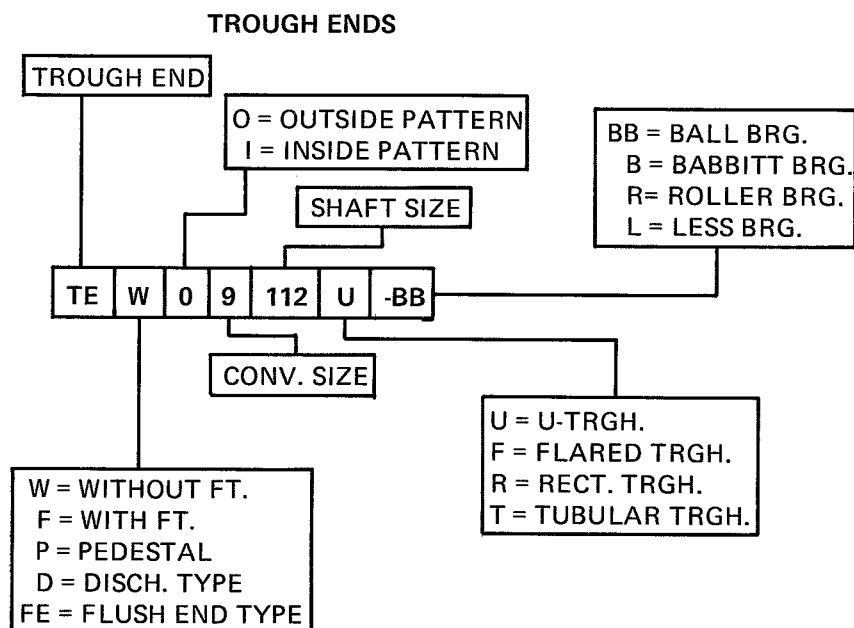 TROUGH ENDS
TROUGH END
O = OUTSIDE PATTERN
I = INSIDE PATTERN
BB = BALL BRG.
B = BABBITT BRG.
R= ROLLER BRG.
L = LESS BRG.
SHAFT SIZE
TE W 0 9 112 U -BB
CONV. SIZE
U = U-TRGH.
F = FLARED TRGH.
R = RECT. TRGH.
T = TUBULAR TRGH.
W = WITHOUT FT.
F = WITH FT.
P = PEDESTAL
D = DISCH. TYPE
FE = FLUSH END TYPE